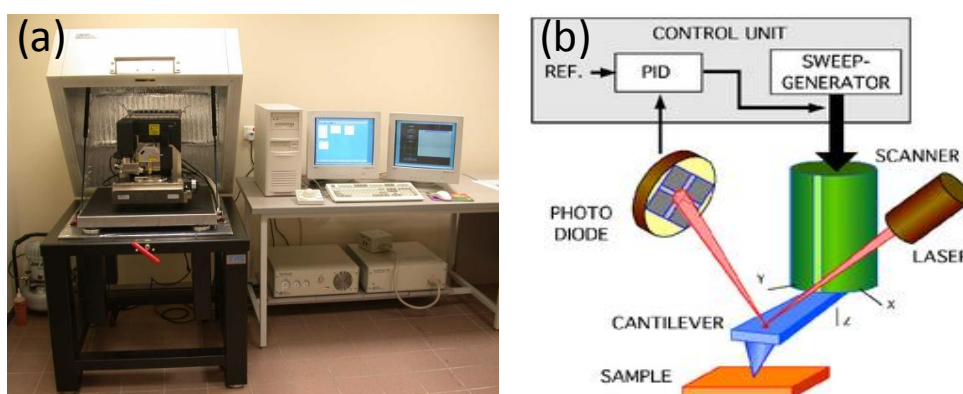 (a)
(b)
CONTROL UNIT
REF.
PID
SWEEP-
GENERATOR
SCANNER
PHOTO
DIODE
LASER
Y
X
Z
CANTILEVER
SAMPLE